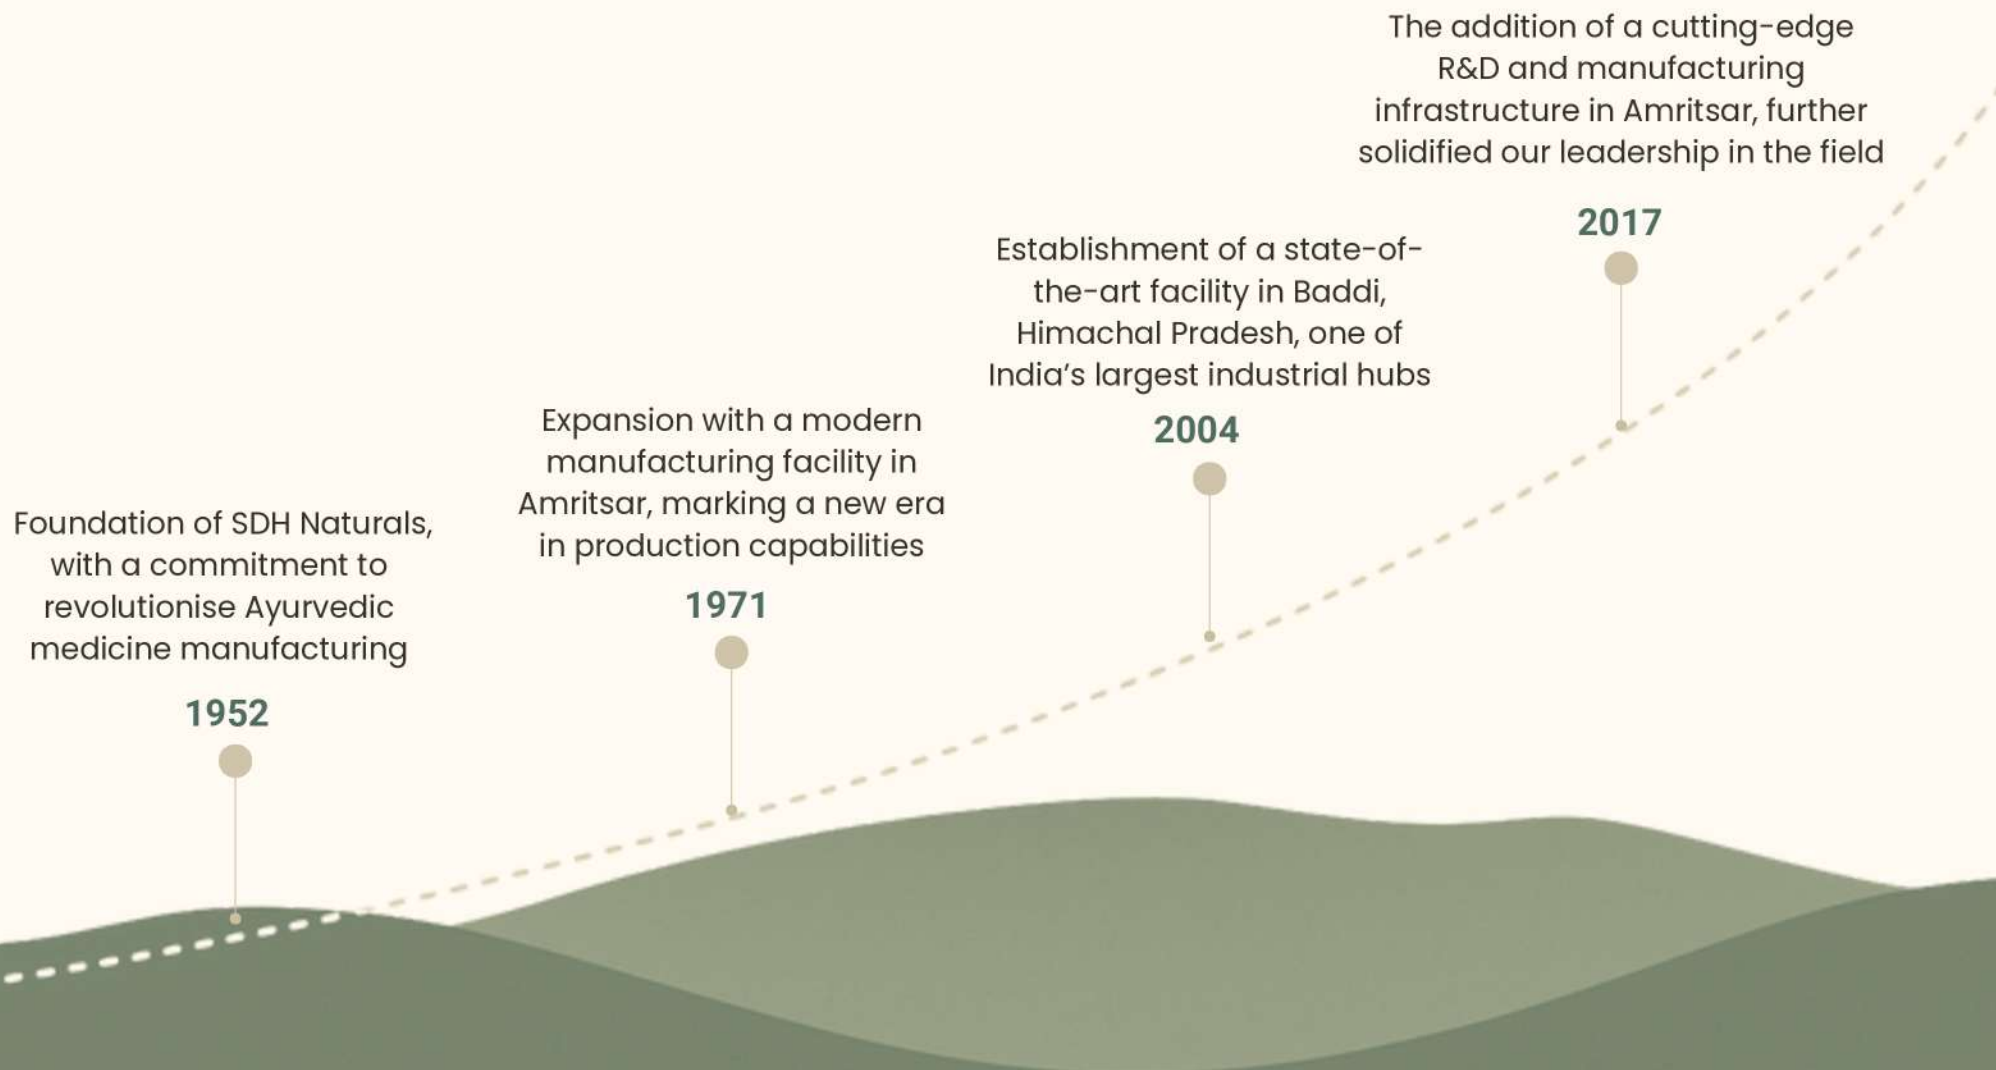 Foundation of SDH Naturals,
with a commitment to
revolutionise Ayurvedic
medicine manufacturing
1952
Expansion with a modern
manufacturing facility in
Amritsar, marking a new era
in production capabilities
1971
Establishment of a state-of-
the-art facility in Baddi,
Himachal Pradesh, one of
India’s largest industrial hubs
2004
The addition of a cutting-edge
R&D and manufacturing
infrastructure in Amritsar, further
solidified our leadership in the field
2017